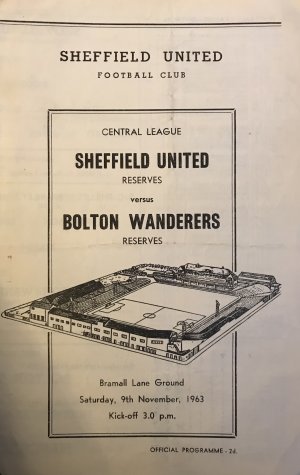 SHEFFIELD UNITED
FOOTBALL CLUB
CENTRAL LEAGUE
SHEFFIELD UNITED
RESERVES
versus
BOLTON WANDERERS
RESERVES
Bramall Lane Ground
Saturday, 9th November, 1963
Kick-off 3.0 p.m.
OFFICIAL PROGRAMME - 2d.